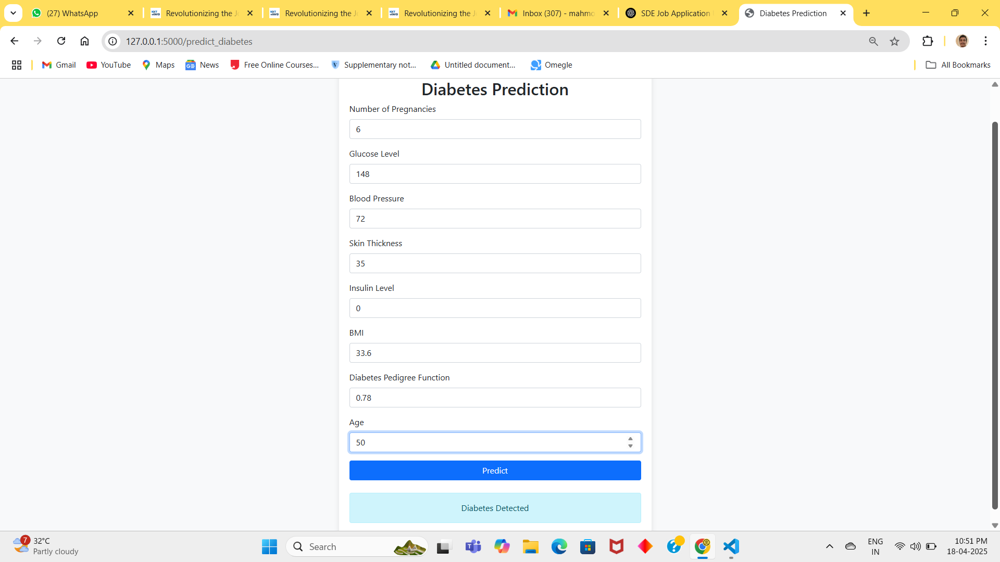 (27) WhatsApp
Revolutionizing the J
Revolutionizing the J
Revolutionizing the J
Inbox (307) - mahmo
SDE Job Application
Diabetes Prediction
127.0.0.1:5000/predict_diabetes
Gmail
YouTube
Maps
News
Free Online Courses...
Supplementary not...
Untitled document...
Omegle
All Bookmarks
Diabetes Prediction
Number of Pregnancies
6
Glucose Level
148
Blood Pressure
72
Skin Thickness
35
Insulin Level
0
BMI
33.6
Diabetes Pedigree Function
0.78
Age
50
Predict
Diabetes Detected
7
32°C
Partly cloudy
Search
ENG
IN
10:51 PM
18-04-2025